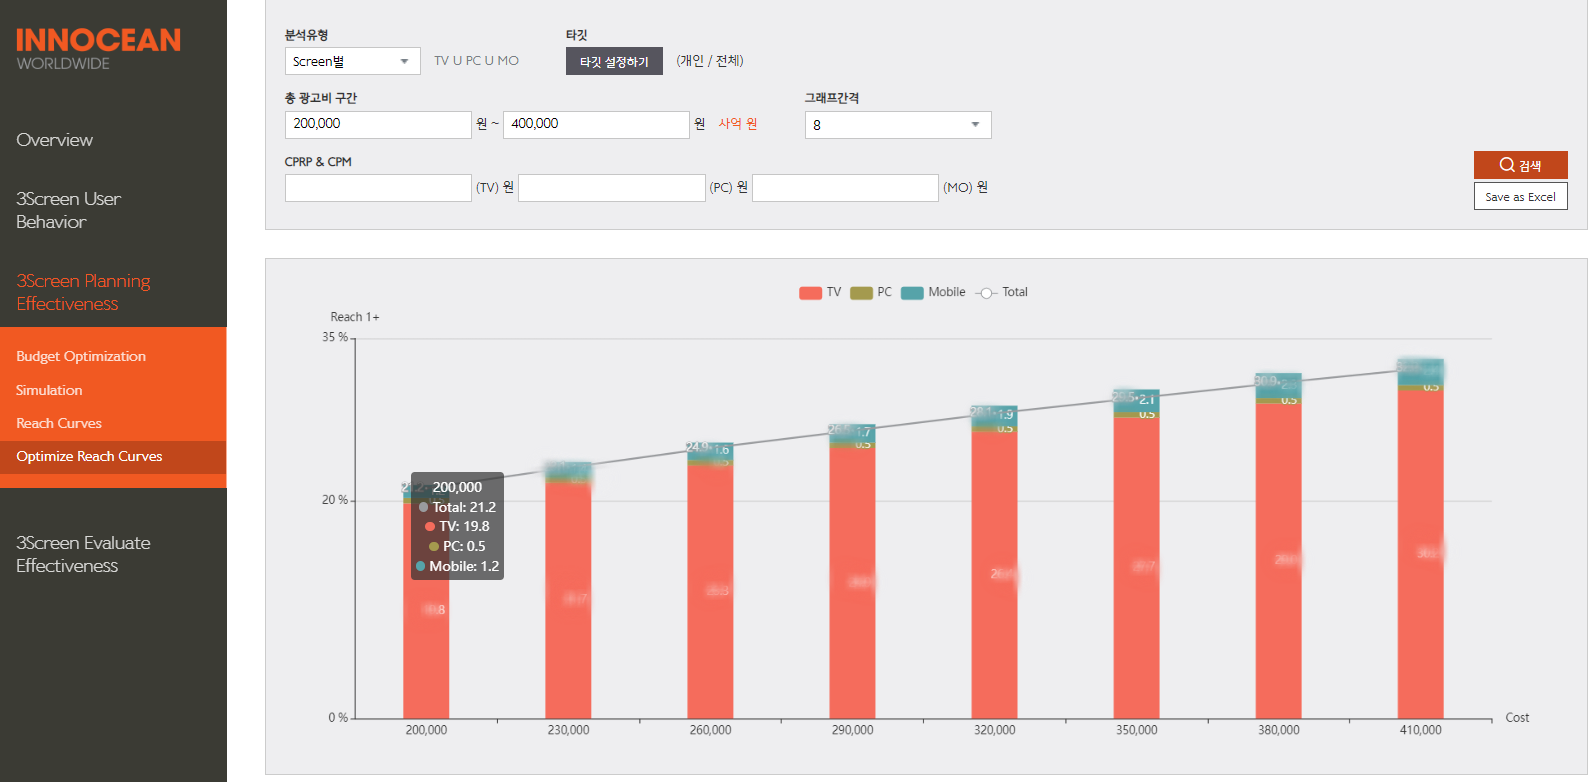 INNOCEAN
WORLDWIDE
Overview
3Screen User
Behavior
3Screen Planning
Effectiveness
Budget Optimization
Simulation
Reach Curves
Optimize Reach Curves
3Screen Evaluate
Effectiveness
분석유형
타깃
Screen별
TV U PC U MO
타깃 설정하기
(개인 / 전체)
총 광고비 구간
그래프간격
200,000
원 ~
400,000
원
사억 원
8
CPRP & CPM
(TV) 원
(PC) 원
(MO) 원
검색
Save as Excel
TV
PC
Mobile
Total
Reach 1+
35 %
20 %
0 %
200,000
Total: 21.2
TV: 19.8
PC: 0.5
Mobile: 1.2
24.9
1.6
1.7
0.5
1.9
0.5
2.1
0.5
30.9
0.5
0.5
200,000
230,000
260,000
290,000
320,000
350,000
380,000
410,000
Cost